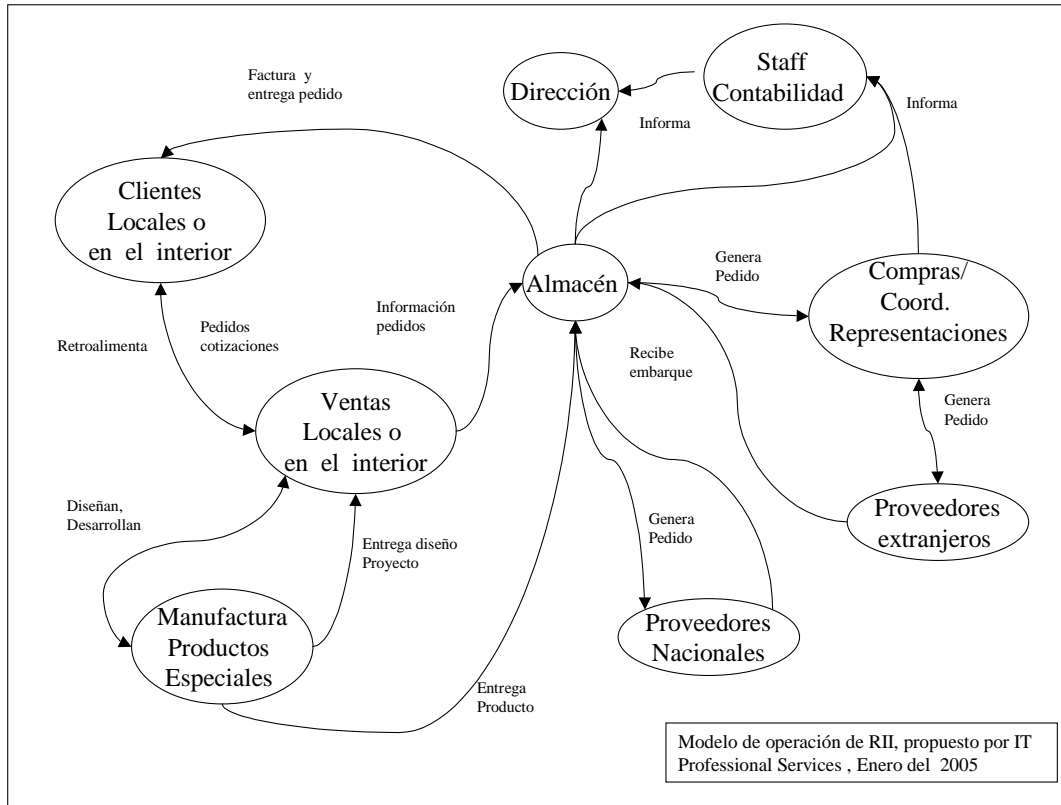 Factura y
entrega pedido
Dirección
Staff
Contabilidad
Informa
Informa
Clientes
Locales o
en el interior
Almacén
Genera
Pedido
Compras/
Coord.
Representaciones
Información
pedidos
Retroalimenta
Pedidos
cotizaciones
Recibe
embarque
Ventas
Locales o
en el interior
Genera
Pedido
Diseñan,
Desarrollan
Proveedores
extranjeros
Entrega diseño
Proyecto
Genera
Pedido
Manufactura
Productos
Especiales
Proveedores
Nacionales
Entrega
Producto
Modelo de operación de RII, propuesto por IT
Professional Services , Enero del 2005